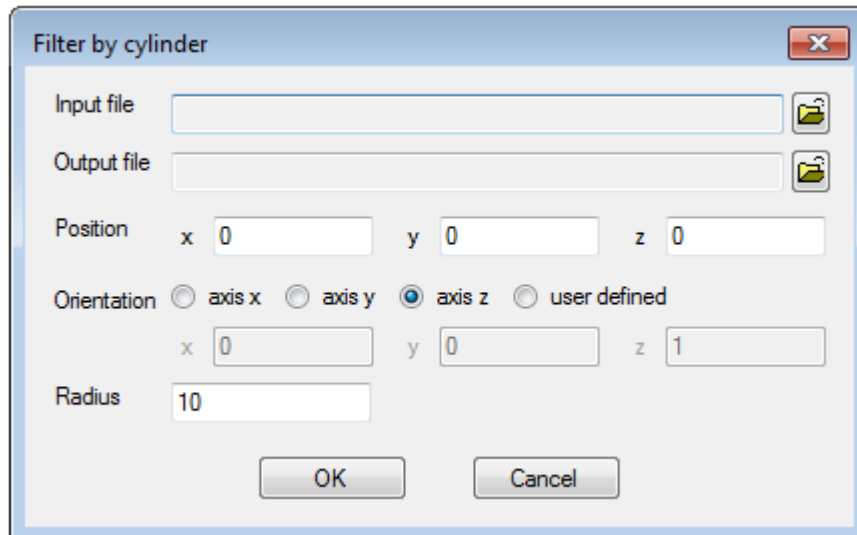 Filter by cylinder
Input file
Output file
Position x 0 y 0 z 0
Orientation axis x axis y axis z user defined
x 0 y 0 z 1
Radius 10
OK Cancel